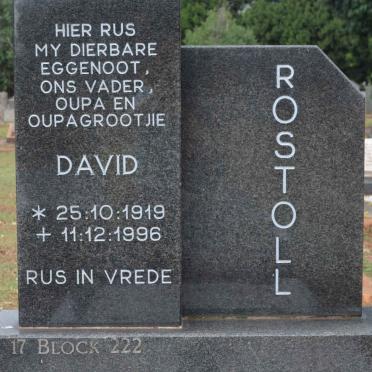 HIER RUS
MY DIERBARE
EGGENOOT,
ONS VADER,
OUPA EN
OUPAGROOTJIE
DAVID
* 25:10:1919
+ 11:12:1996
RUS IN VREDE
ROSTOLL
17 BLOCK 222